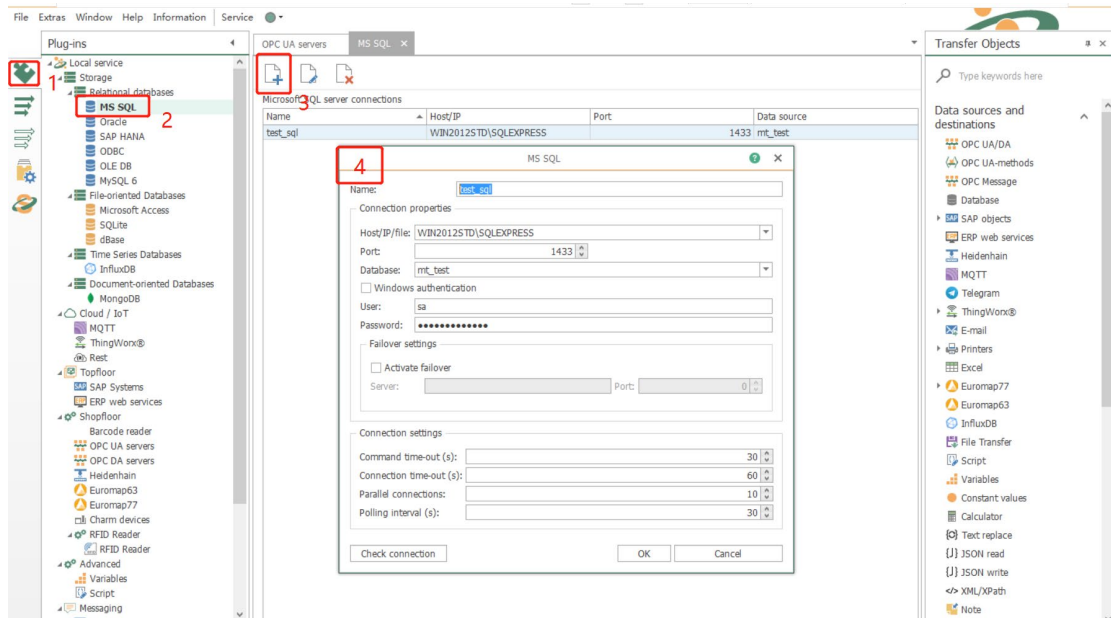 File Extras Window Help Information Service
Plug-ins
1
Local service
Storage
Relational databases
MS SQL
2
Oracle
SAP HANA
ODBC
OLE DB
MySQL 6
File-oriented Databases
Microsoft Access
SQLite
dBase
Time Series Databases
InfluxDB
Document-oriented Databases
MongoDB
Cloud / IoT
MQTT
ThingWorx®
Rest
Topfloor
SAP Systems
ERP web services
Shopfloor
Barcode reader
OPC UA servers
OPC DA servers
Heidenhain
Euromap63
Euromap77
Charm devices
RFID Reader
RFID Reader
Advanced
Variables
Script
Messaging
OPC UA servers MS SQL
3
Microsoft SQL server connections
Name Host/IP Port Data source
test_sql WIN2012STD\SQLEXPRESS 1433 mt_test
4
MS SQL
Name: test_sql
Connection properties
Host/IP/file: WIN2012STD\SQLEXPRESS
Port: 1433
Database: mt_test
Windows authentication
User: sa
Password: •••••••••••••
Failover settings
Activate failover
Server: Port: 0
Connection settings
Command time-out (s): 30
Connection time-out (s): 60
Parallel connections: 10
Polling interval (s): 30
Check connection OK Cancel
Transfer Objects
Type keywords here
Data sources and
destinations
OPC UA/DA
OPC UA-methods
OPC Message
Database
SAP objects
ERP web services
Heidenhain
MQTT
Telegram
ThingWorx®
E-mail
Printers
Excel
Euromap77
Euromap63
InfluxDB
File Transfer
Script
Variables
Constant values
Calculator
Text replace
JSON read
JSON write
XML/XPath
Note